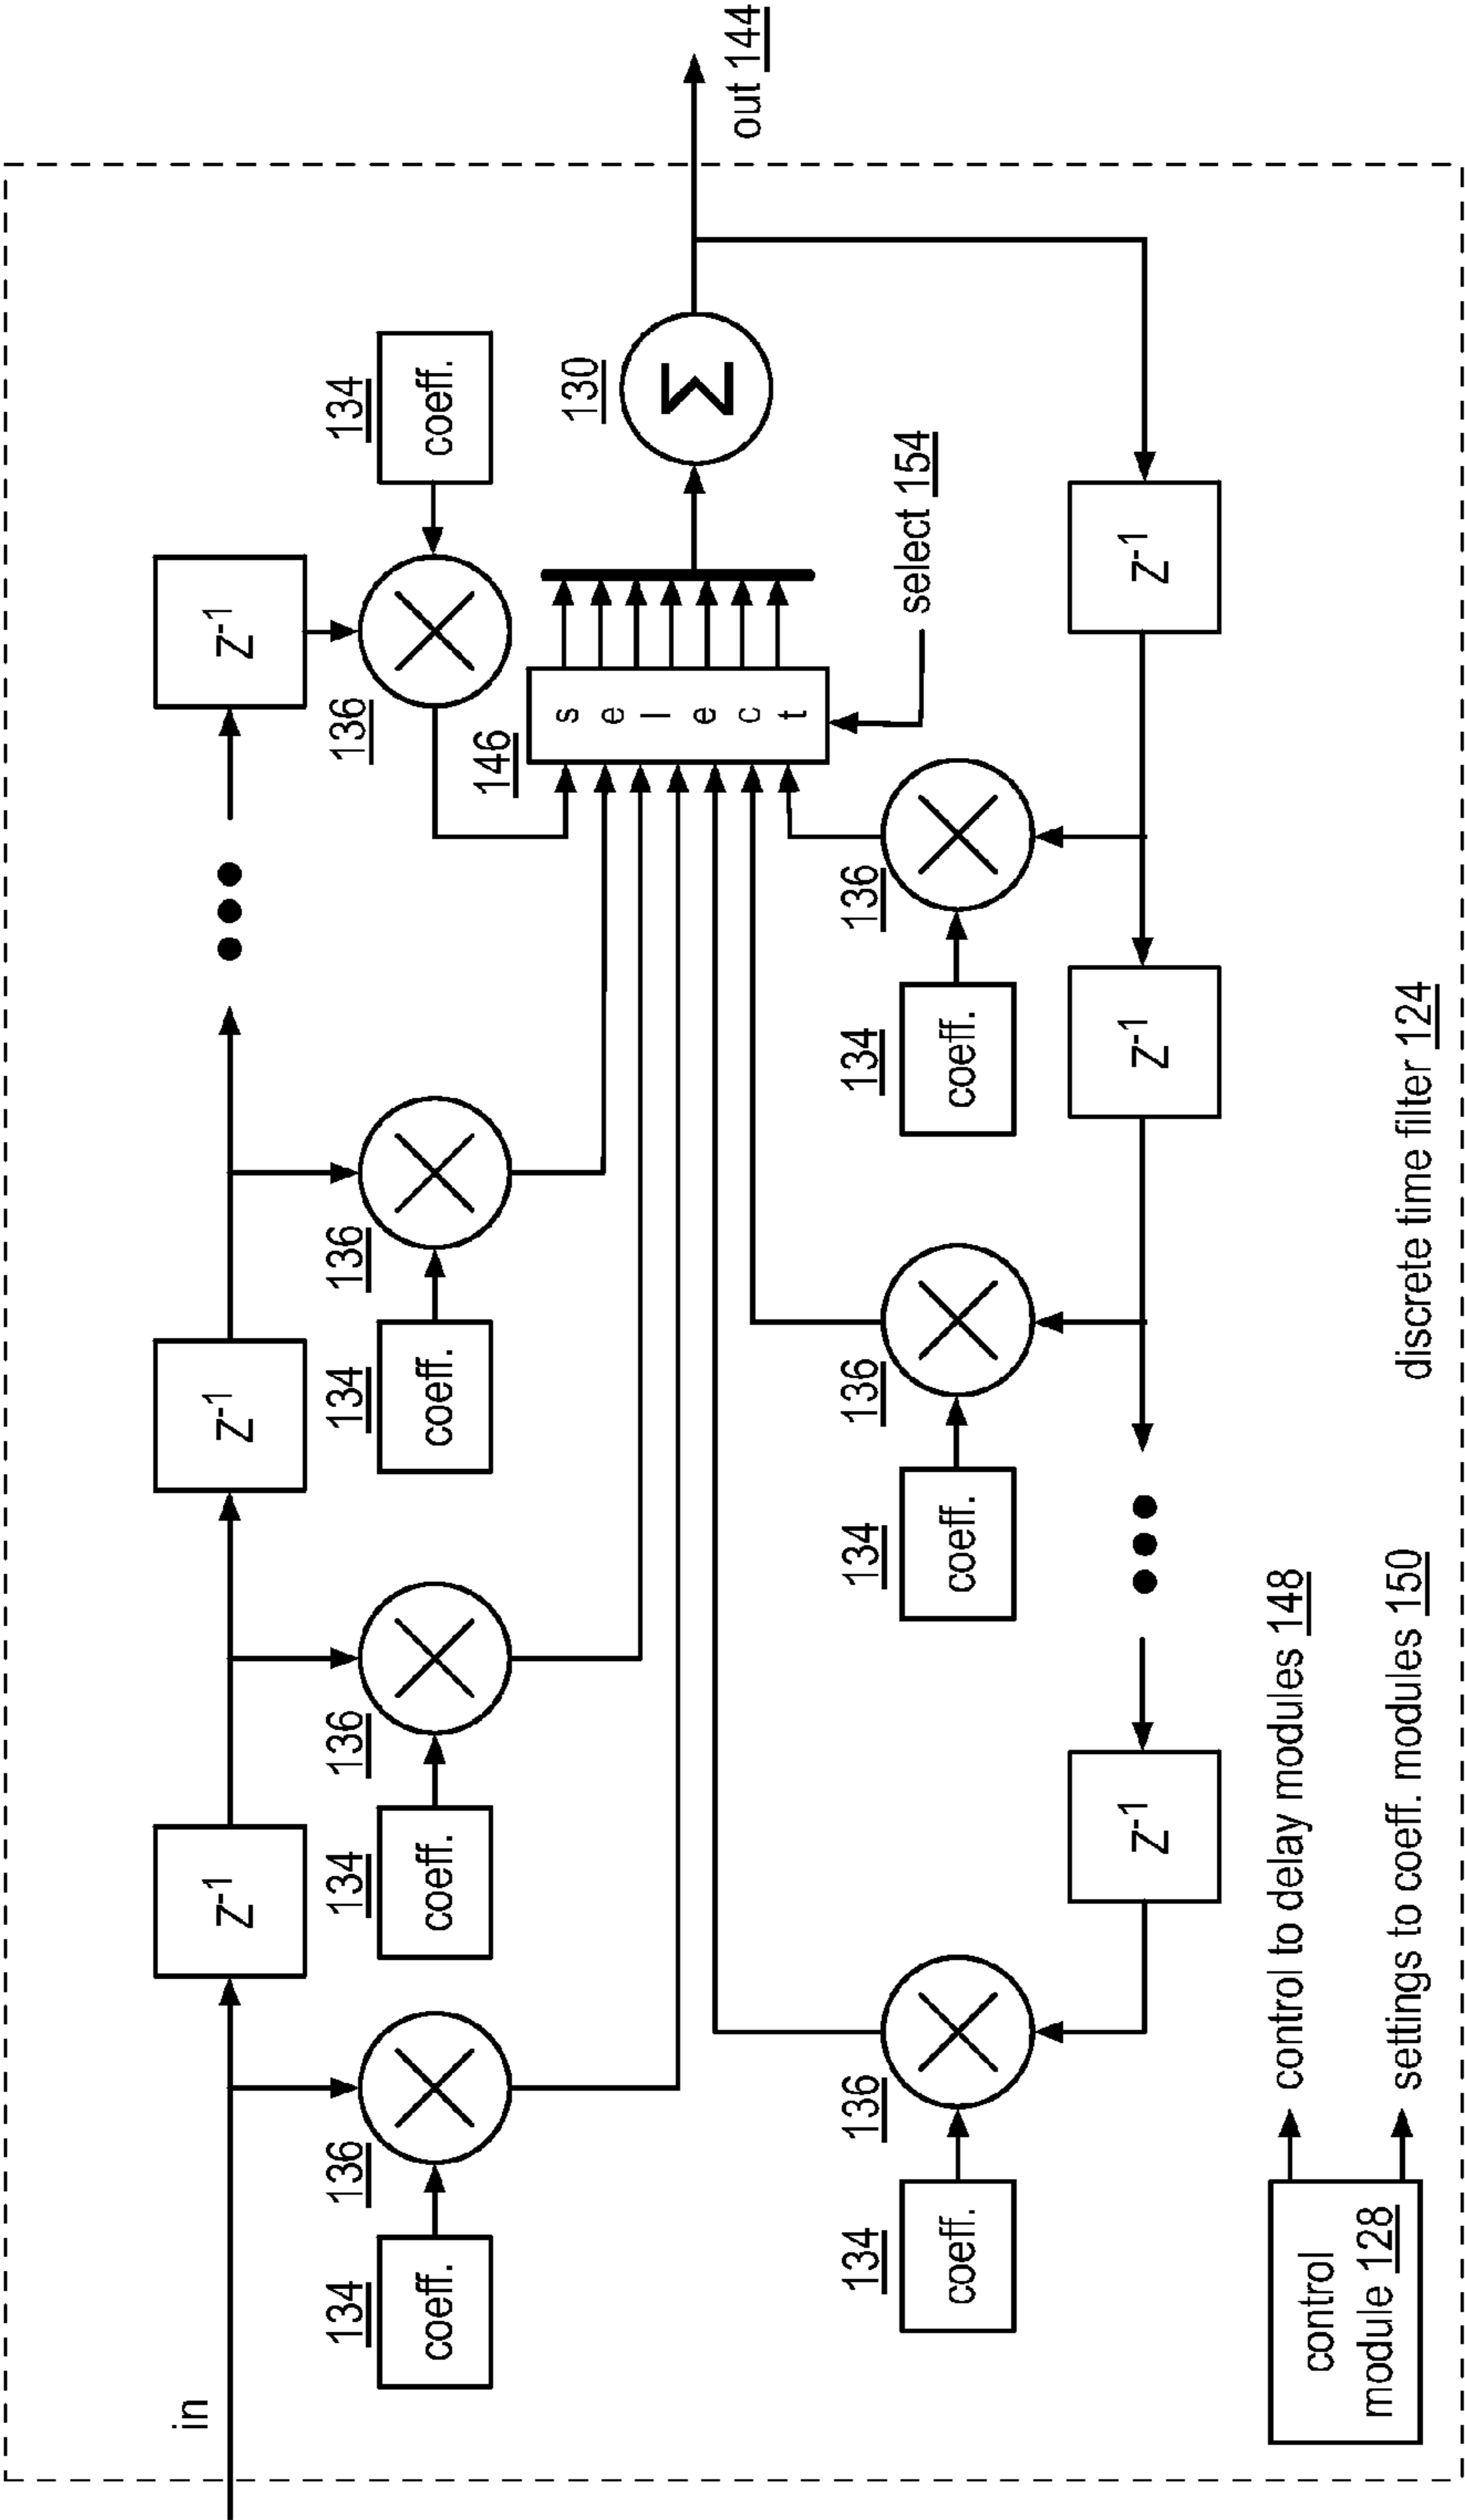 in
z-1
z-1
z-1
134
136
134
136
134
136
136
134
coeff.
coeff.
coeff.
coeff.
146
select
130
Σ
out 144
select 154
134
136
134
136
134
136
coeff.
coeff.
coeff.
z-1
z-1
z-1
control
module 128
control to delay modules 148
settings to coeff. modules 150
discrete time filter 124